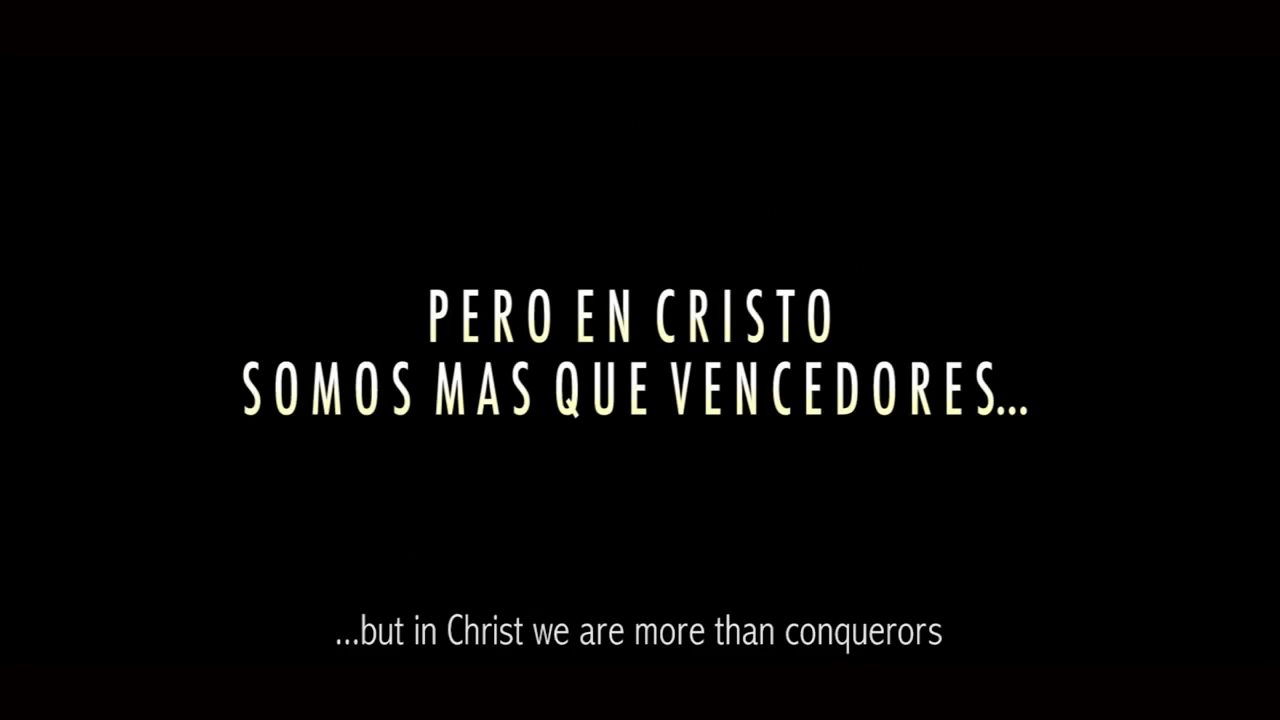 PERO EN CRISTO
SOMOS MAS QUE VENCEDORES...
...but in Christ we are more than conquerors